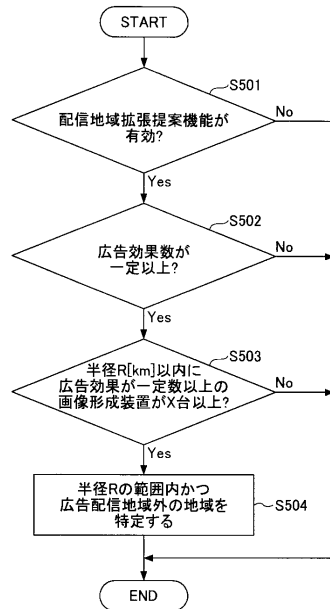 START
S501
配信地域拡張提案機能が
有効?
No
Yes
S502
広告効果数が
一定以上?
No
Yes
S503
半径R[km]以内に
広告効果が一定数以上の
画像形成装置がX台以上?
No
Yes
半径Rの範囲内かつ
広告配信地域外の地域を
特定する
S504
END